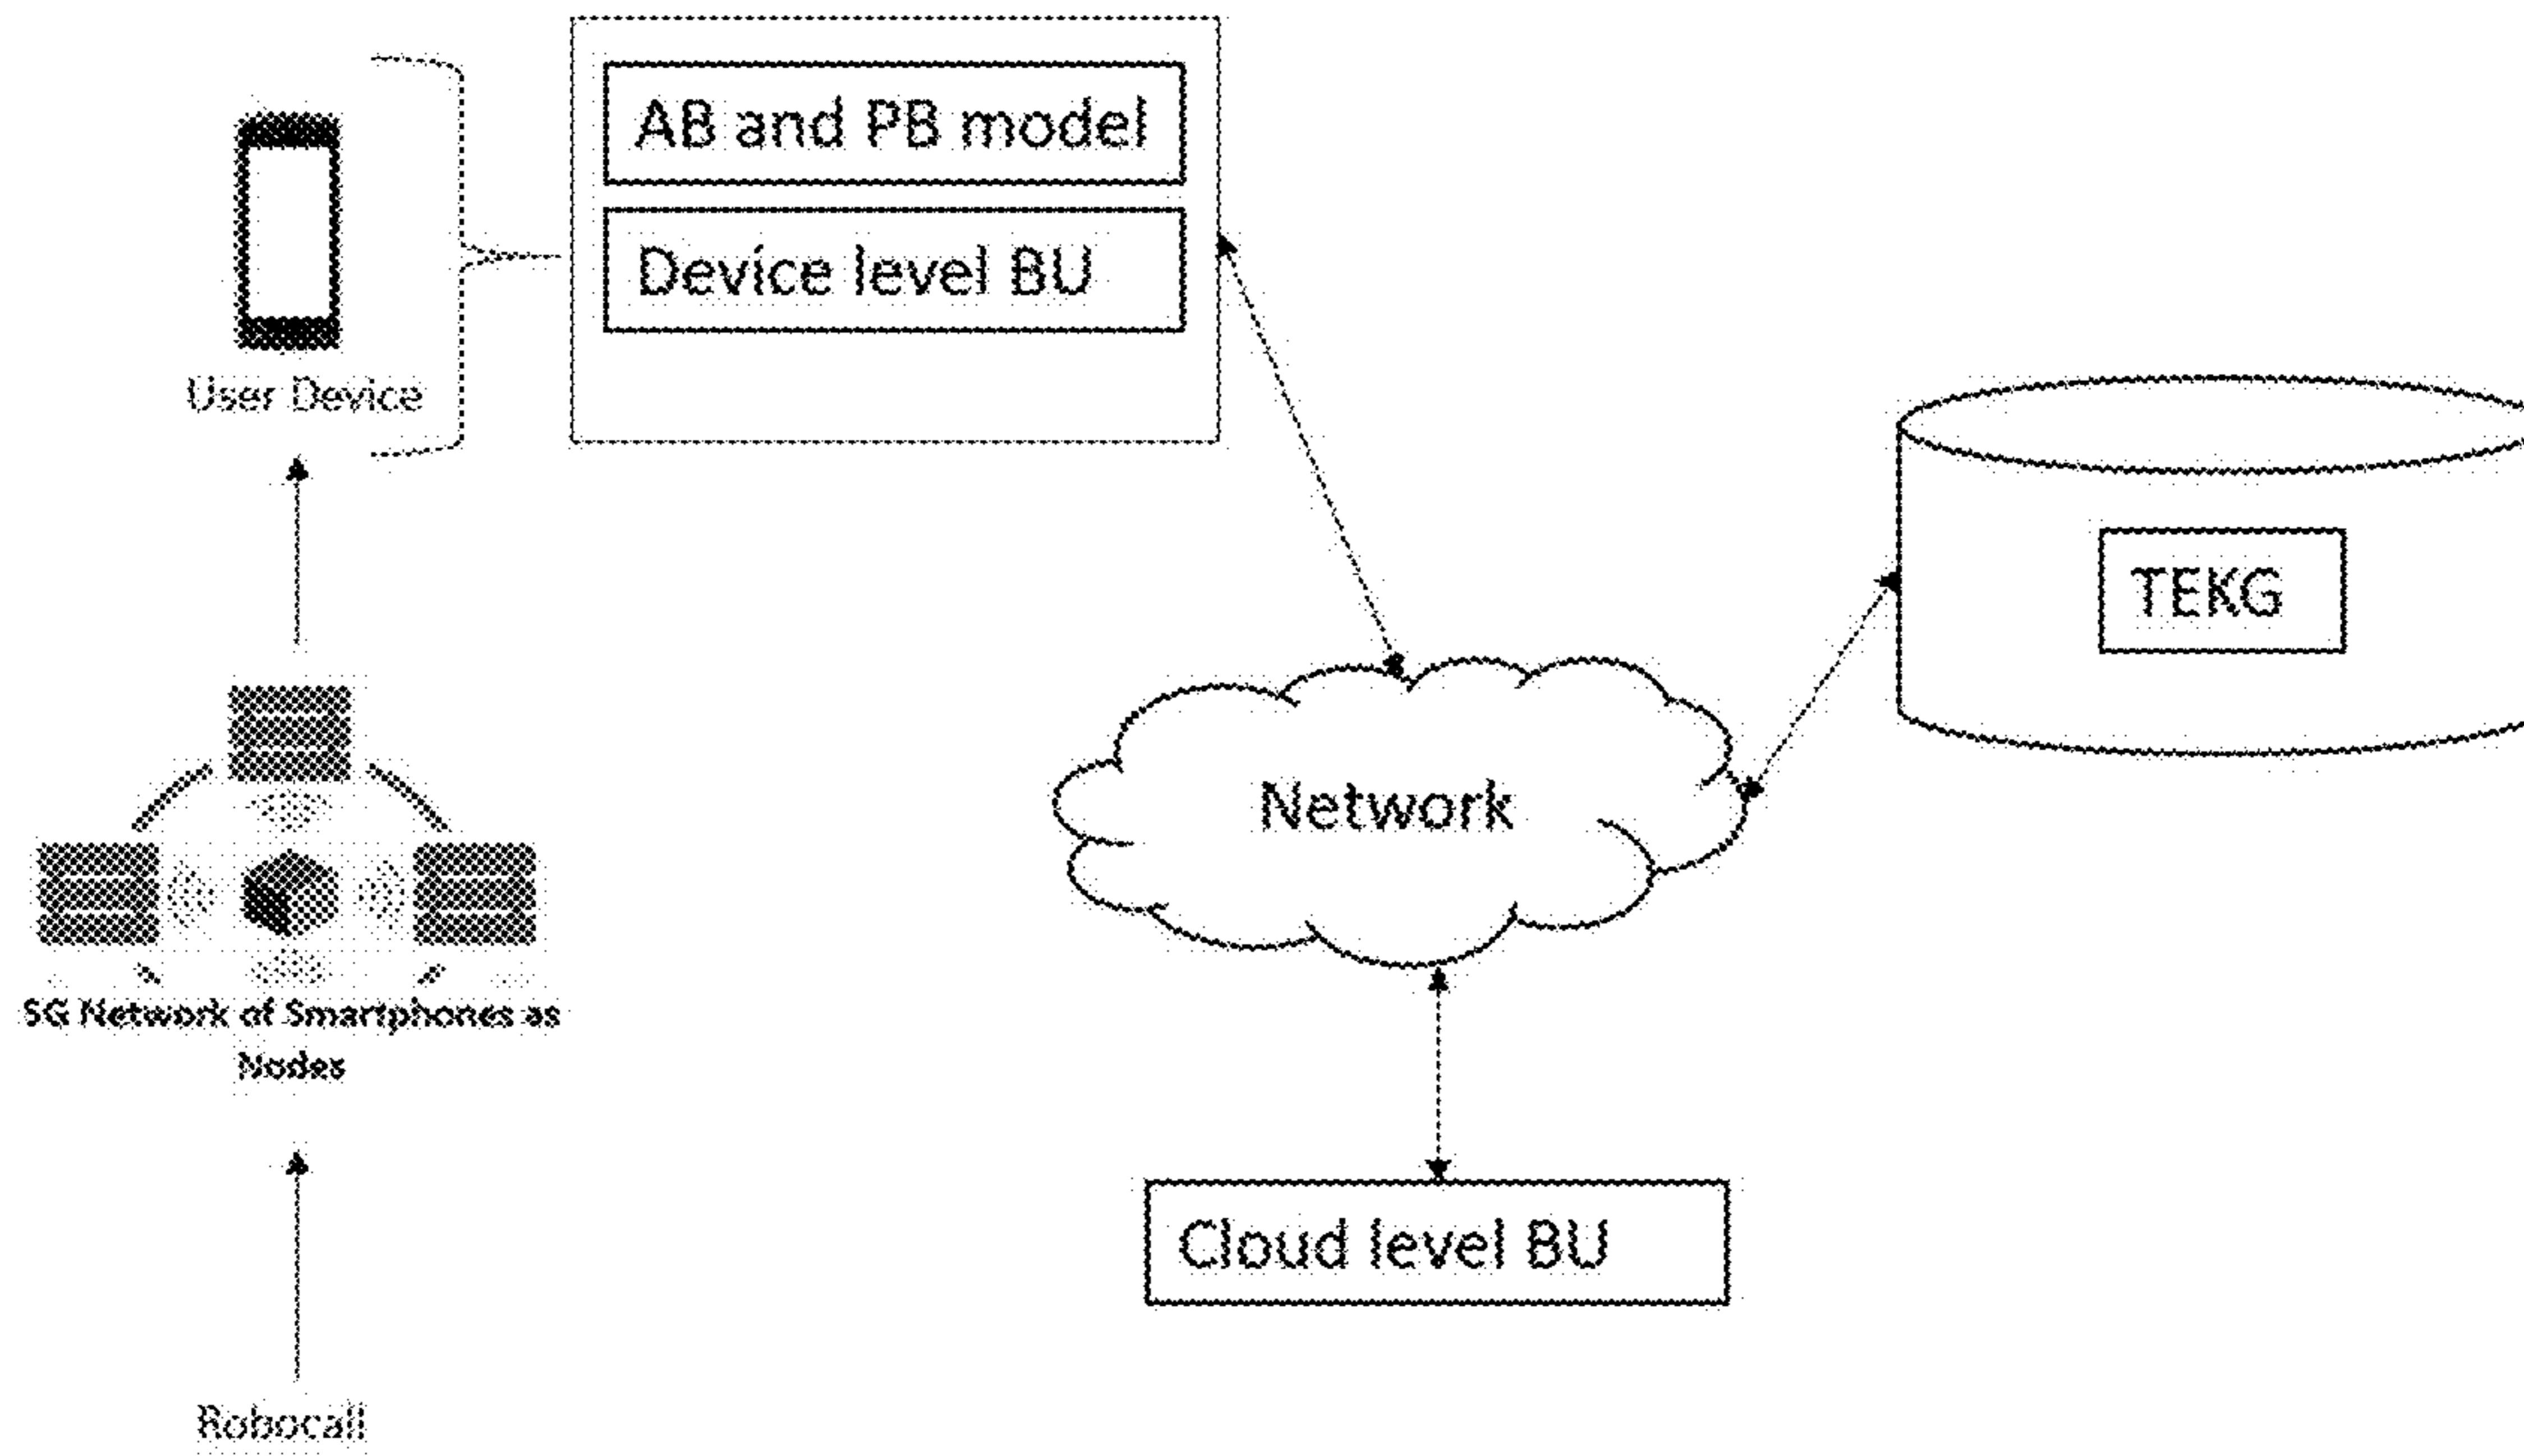 AB and PB model
Device level BU
User Device
TEKG
Network
5G Network of Smartphones as
Nodes
Cloud level BU
Robocall